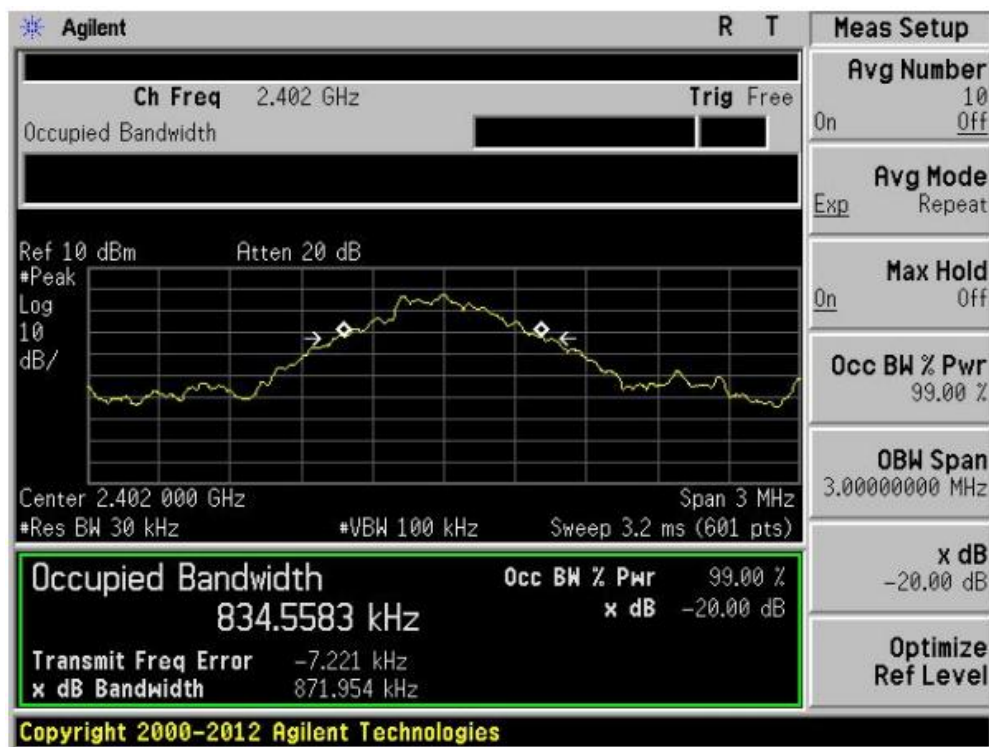 Agilent R T
Ch Freq 2.402 GHz Trig Free
Occupied Bandwidth
Ref 10 dBm Atten 20 dB
#Peak
Log
10
dB/
Center 2.402 000 GHz Span 3 MHz
#Res BW 30 kHz #VBW 100 kHz Sweep 3.2 ms (601 pts)
Occupied Bandwidth Occ BW % Pwr 99.00 %
834.5583 kHz x dB -20.00 dB
Transmit Freq Error -7.221 kHz
x dB Bandwidth 871.954 kHz
Copyright 2000-2012 Agilent Technologies
Meas Setup
Avg Number
10
On Off
Avg Mode
Exp Repeat
Max Hold
On Off
Occ BW % Pwr
99.00 %
OBW Span
3.00000000 MHz
x dB
-20.00 dB
Optimize
Ref Level